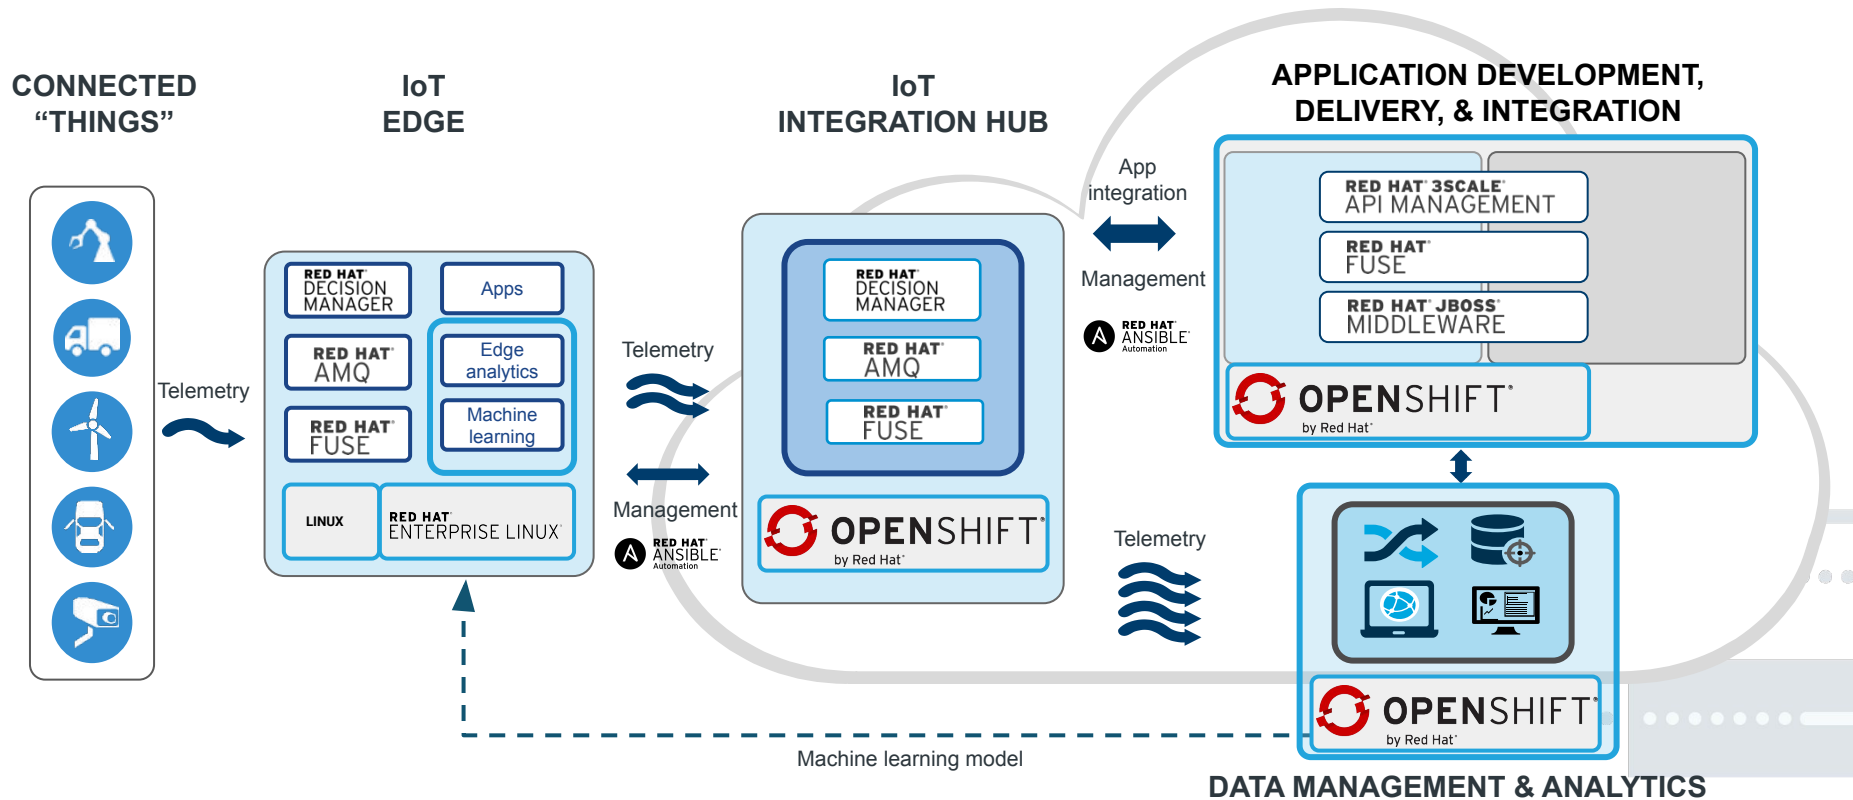 CONNECTED
“THINGS”
Telemetry
IoT
EDGE
RED HAT®
DECISION
MANAGER
Apps
RED HAT®
AMQ
Edge
analytics
RED HAT®
FUSE
Machine
learning
LINUX
RED HAT®
ENTERPRISE LINUX®
Telemetry
Management
RED HAT®
ANSIBLE®
Automation
IoT
INTEGRATION HUB
RED HAT®
DECISION
MANAGER
RED HAT®
AMQ
RED HAT®
FUSE
OPENSHIFT®
by Red Hat®
App
integration
Management
RED HAT®
ANSIBLE®
Automation
Telemetry
APPLICATION DEVELOPMENT,
DELIVERY, & INTEGRATION
RED HAT® 3SCALE®
API MANAGEMENT
RED HAT®
FUSE
RED HAT® JBOSS®
MIDDLEWARE
OPENSHIFT®
by Red Hat®
OPENSHIFT®
by Red Hat®
Machine learning model
DATA MANAGEMENT & ANALYTICS